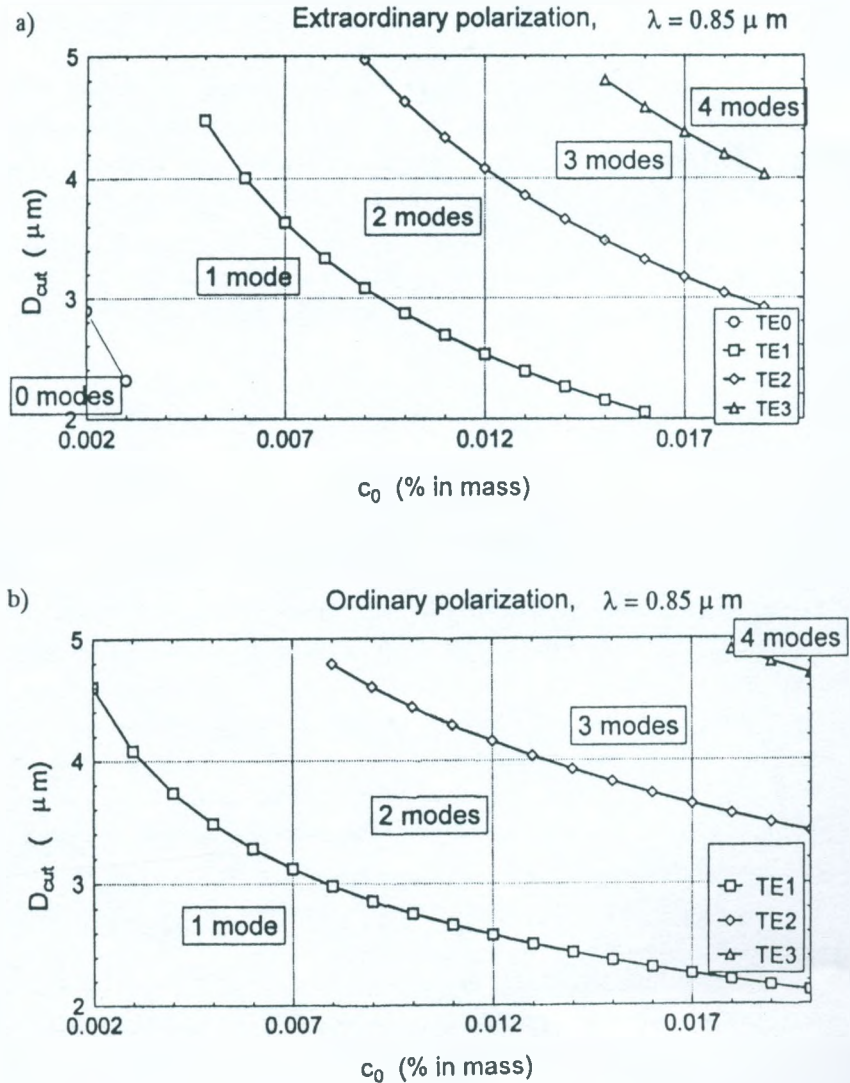 a)
Extraordinary polarization, λ = 0.85 μ m
5
4
3
2
D_cut ( μ m)
4 modes
3 modes
2 modes
1 mode
0 modes
TE0
TE1
TE2
TE3
0.002 0.007 0.012 0.017
c₀ (% in mass)
b)
Ordinary polarization, λ = 0.85 μ m
5
4
3
2
D_cut ( μ m)
4 modes
3 modes
2 modes
1 mode
TE1
TE2
TE3
0.002 0.007 0.012 0.017
c₀ (% in mass)